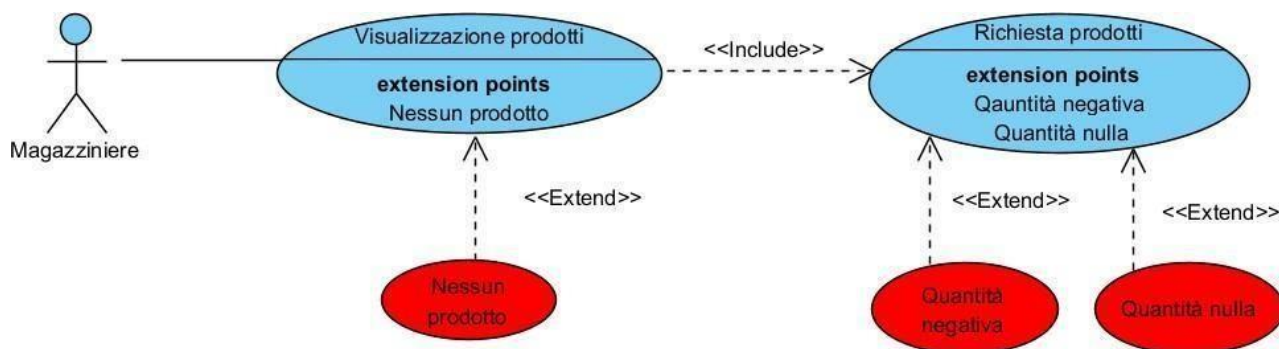 Magazziniere
Visualizzazione prodotti
extension points
Nessun prodotto
<<Include>>
Richiesta prodotti
extension points
Qauntità negativa
Quantità nulla
<<Extend>>
<<Extend>>
<<Extend>>
Nessun
prodotto
Quantità
negativa
Quantità nulla